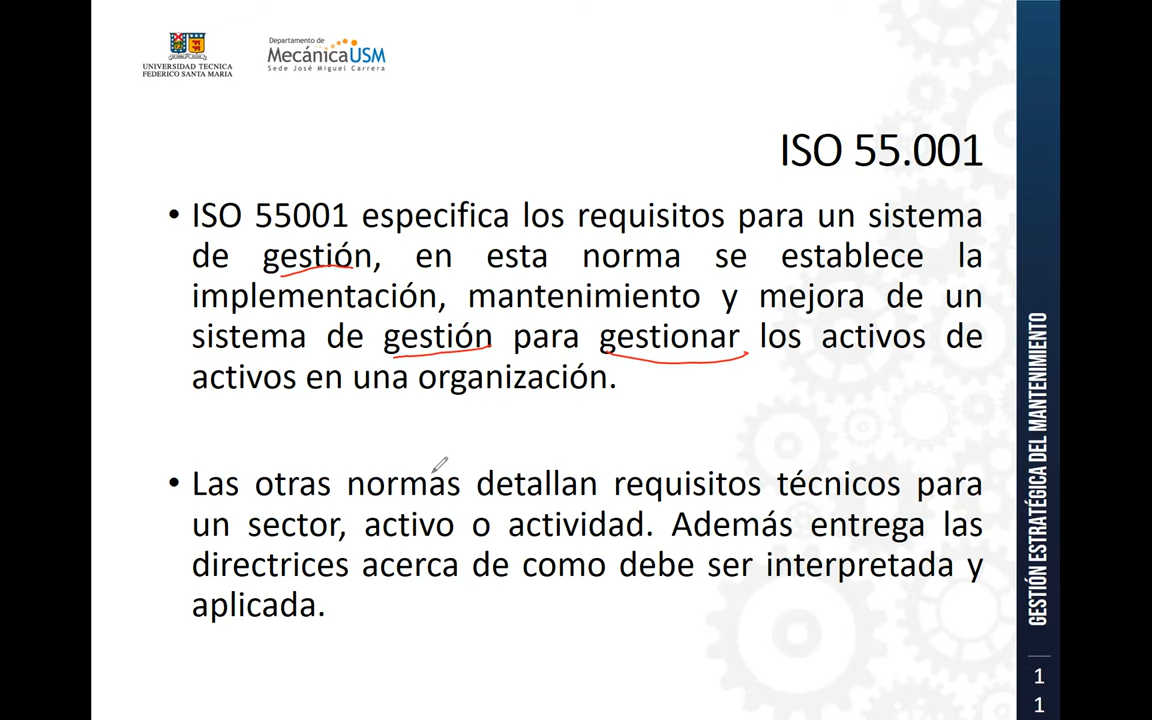 UNIVERSIDAD TECNICA
FEDERICO SANTA MARIA
Departamento de
MecánicaUSM
Sede José Miguel Carrera
ISO 55.001
• ISO 55001 especifica los requisitos para un sistema
de gestión, en esta norma se establece la
implementación, mantenimiento y mejora de un
sistema de gestión para gestionar los activos de
activos en una organización.
• Las otras normas detallan requisitos técnicos para
un sector, activo o actividad. Además entrega las
directrices acerca de como debe ser interpretada y
aplicada.
GESTIÓN ESTRATÉGICA DEL MANTENIMIENTO
1
1